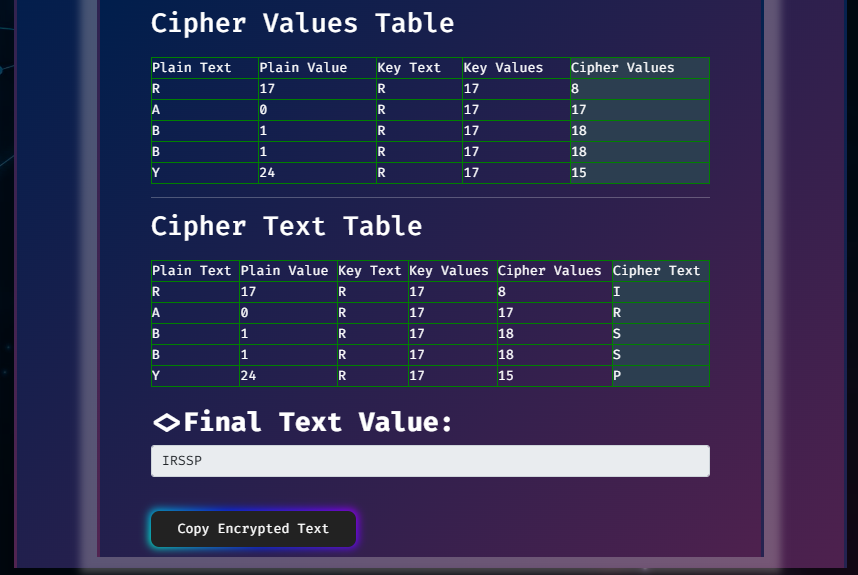 Cipher Values Table
Plain Text Plain Value Key Text Key Values Cipher Values
R 17 R 17 8
A 0 R 17 17
B 1 R 17 18
B 1 R 17 18
Y 24 R 17 15
Cipher Text Table
Plain Text Plain Value Key Text Key Values Cipher Values Cipher Text
R 17 R 17 8 I
A 0 R 17 17 R
B 1 R 17 18 S
B 1 R 17 18 S
Y 24 R 17 15 P
Final Text Value:
IRSSP
Copy Encrypted Text